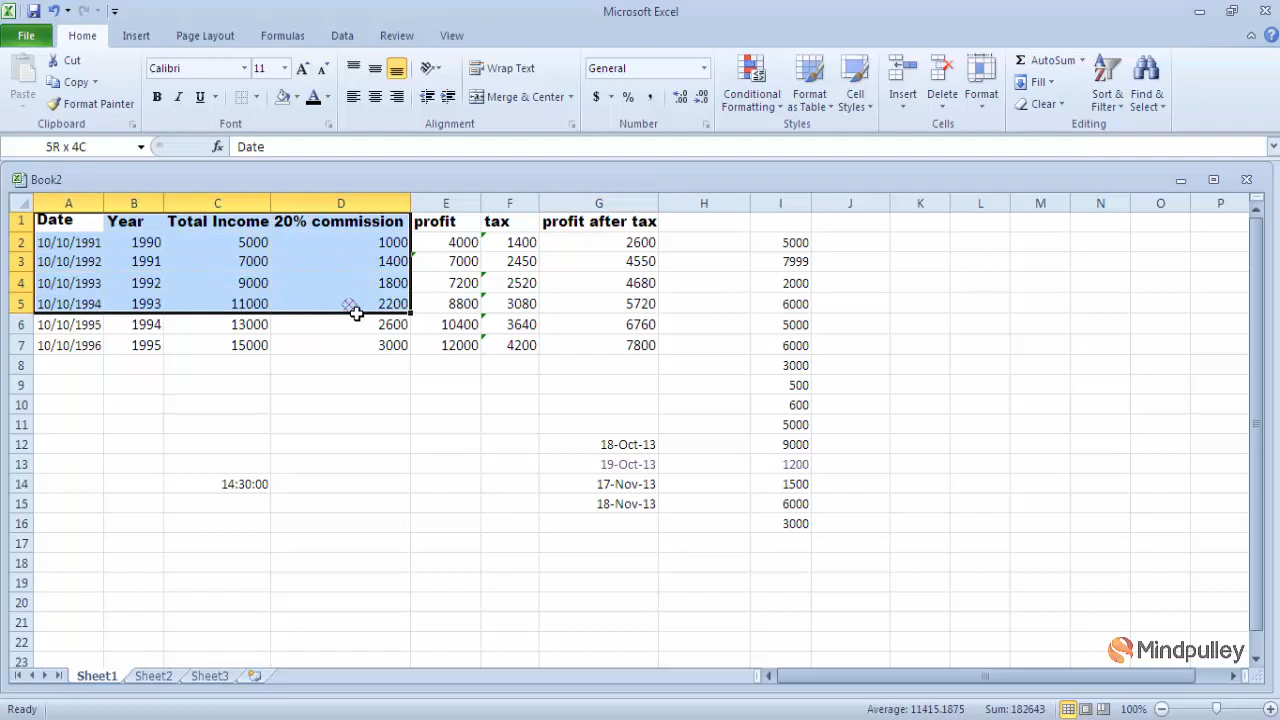 Microsoft Excel
File Home Insert Page Layout Formulas Data Review View
Paste
Cut
Copy
Format Painter
Clipboard
Calibri 11
B I U
Font
Wrap Text
Merge & Center
Alignment
General
$ % ,
Number
Conditional Formatting
Format as Table
Cell Styles
Styles
Insert
Delete
Format
Cells
AutoSum
Fill
Clear
Sort & Filter
Find & Select
Editing
5R x 4C fx Date
Book2
A B C D E F G H I J K L M N O P
1 Date Year Total Income 20% commission profit tax profit after tax
2 10/10/1991 1990 5000 1000 4000 1400 2600 5000
3 10/10/1992 1991 7000 1400 7000 2450 4550 7999
4 10/10/1993 1992 9000 1800 7200 2520 4680 2000
5 10/10/1994 1993 11000 2200 8800 3080 5720 6000
6 10/10/1995 1994 13000 2600 10400 3640 6760 5000
7 10/10/1996 1995 15000 3000 12000 4200 7800 6000
8 3000
9 500
10 600
11 5000
12 18-Oct-13 9000
13 19-Oct-13 1200
14 14:30:00 17-Nov-13 1500
15 18-Nov-13 6000
16 3000
17
18
19
20
21
22
23
Mindpulley
Sheet1 Sheet2 Sheet3
Ready Average: 11415.1875 Sum: 182643 100%